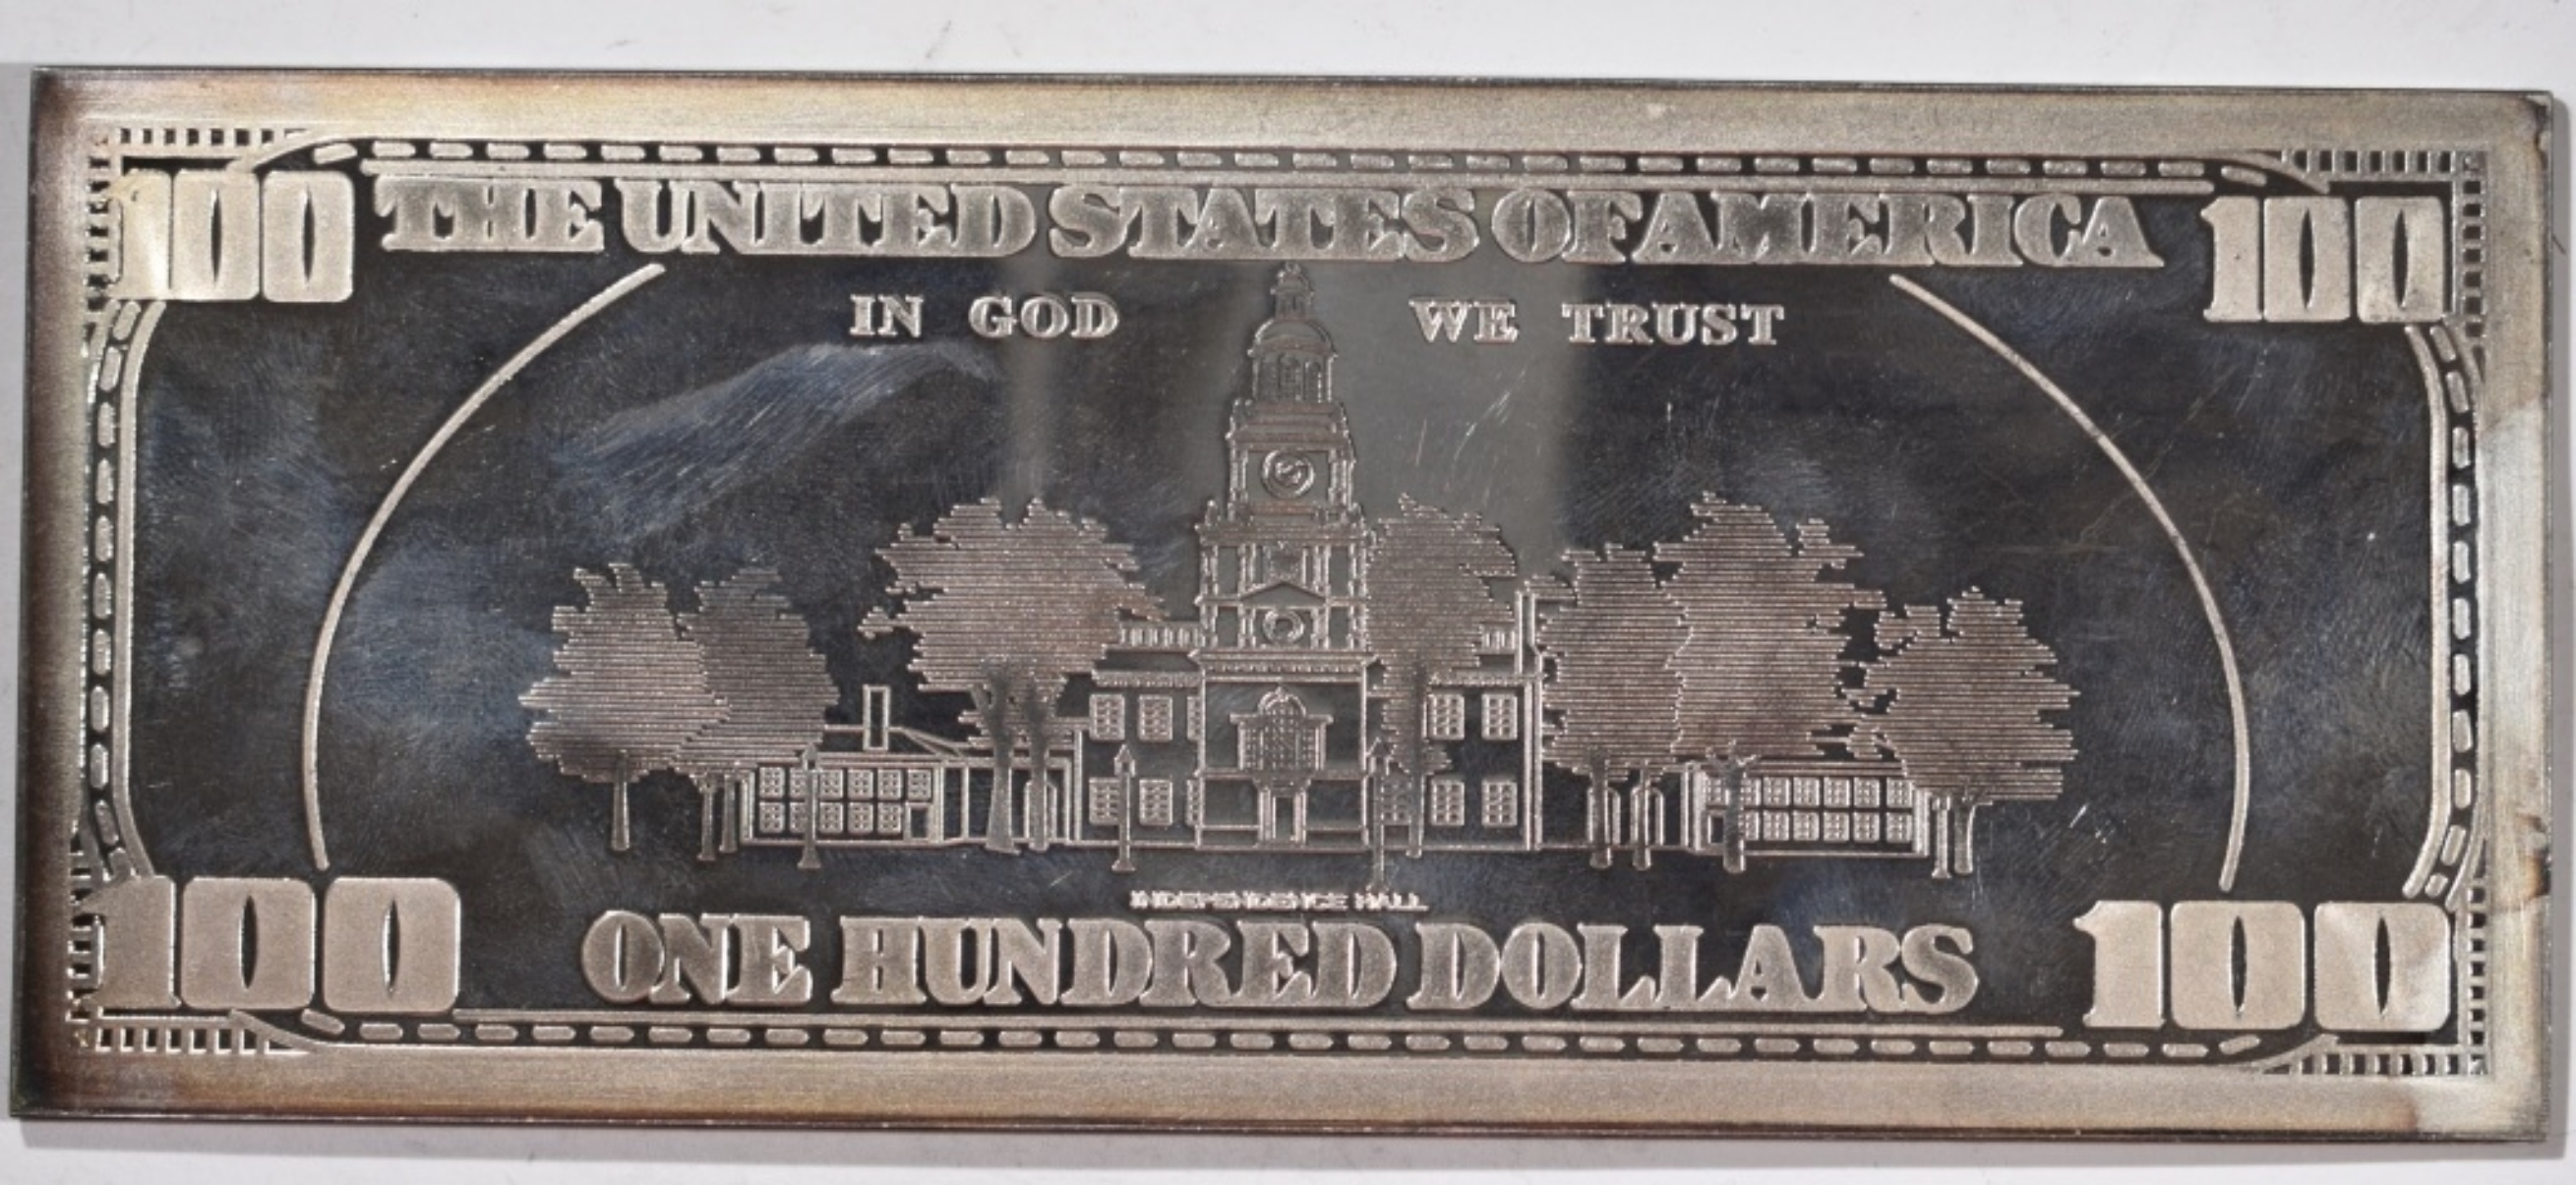 100 THE UNITED STATES OF AMERICA 100
IN GOD WE TRUST
INDEPENDENCE HALL
100 ONE HUNDRED DOLLARS 100